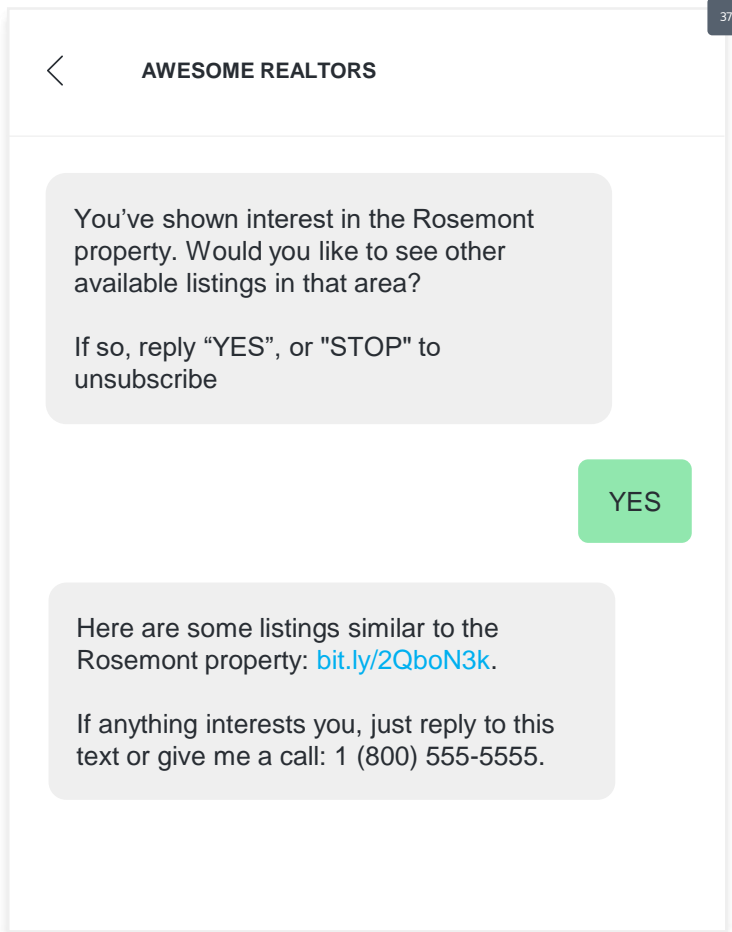 37
AWESOME REALTORS
You’ve shown interest in the Rosemont
property. Would you like to see other
available listings in that area?
If so, reply “YES”, or "STOP" to
unsubscribe
YES
Here are some listings similar to the
Rosemont property: bit.ly/2QboN3k.
If anything interests you, just reply to this
text or give me a call: 1 (800) 555-5555.